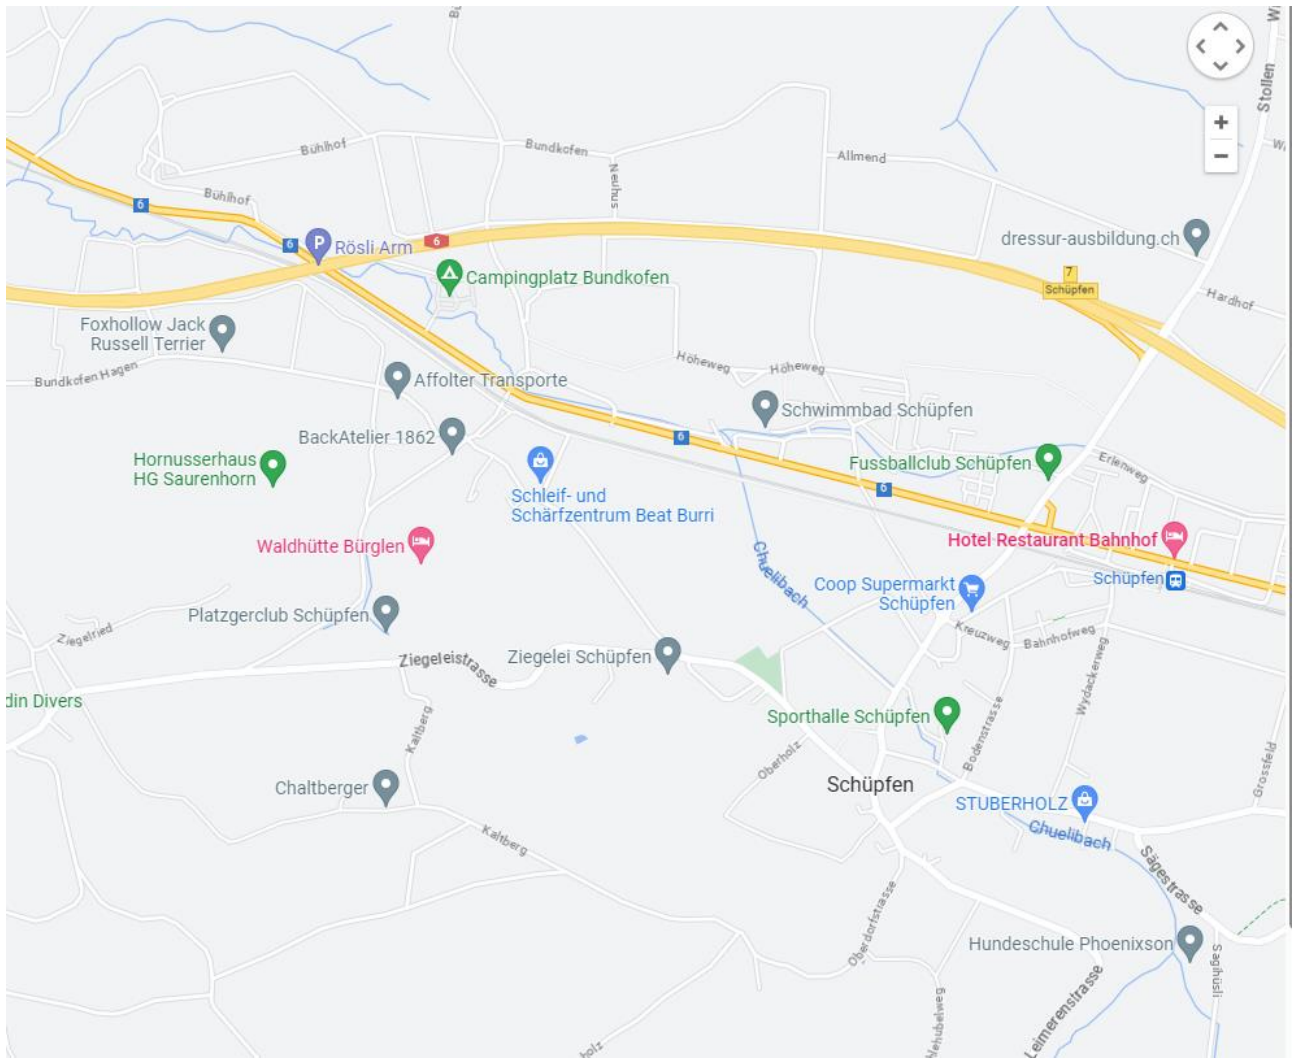 Stollen
Bühlhof
Bundkofen
Neuhus
Allmend
Bühlhof
6
6
P
Rösli Arm
6
dressur-ausbildung.ch
7
Schüpfen
Hardhof
Campingplatz Bundkofen
Foxhollow Jack
Russell Terrier
Bundkofen Hagen
Höheweg
Höheweg
Affolter Transporte
Schwimmbad Schüpfen
BackAtelier 1862
6
Hornusserhaus
HG Saurenhorn
Fussballclub Schüpfen
Erlenweg
6
Schleif- und
Schärfzentrum Beat Burri
Waldhütte Bürglen
Hotel Restaurant Bahnhof
Chuelibach
Schüpfen
Coop Supermarkt
Schüpfen
Platzgerclub Schüpfen
Ziegelried
Kreuzweg
Bahnhofweg
Ziegeleistrasse
Ziegelei Schüpfen
Wydackerweg
din Divers
Sporthalle Schüpfen
Kaltberg
Oberholz
Bodenstrasse
Grossfeld
Chaltberger
Schüpfen
STUBERHOLZ
Kaltberg
Chuelibach
Sägestrasse
Oberdorfstrasse
Hundeschule Phoenixson
Sagihüsli
Leimerenstrasse
hlehubelweg
holz
+
−